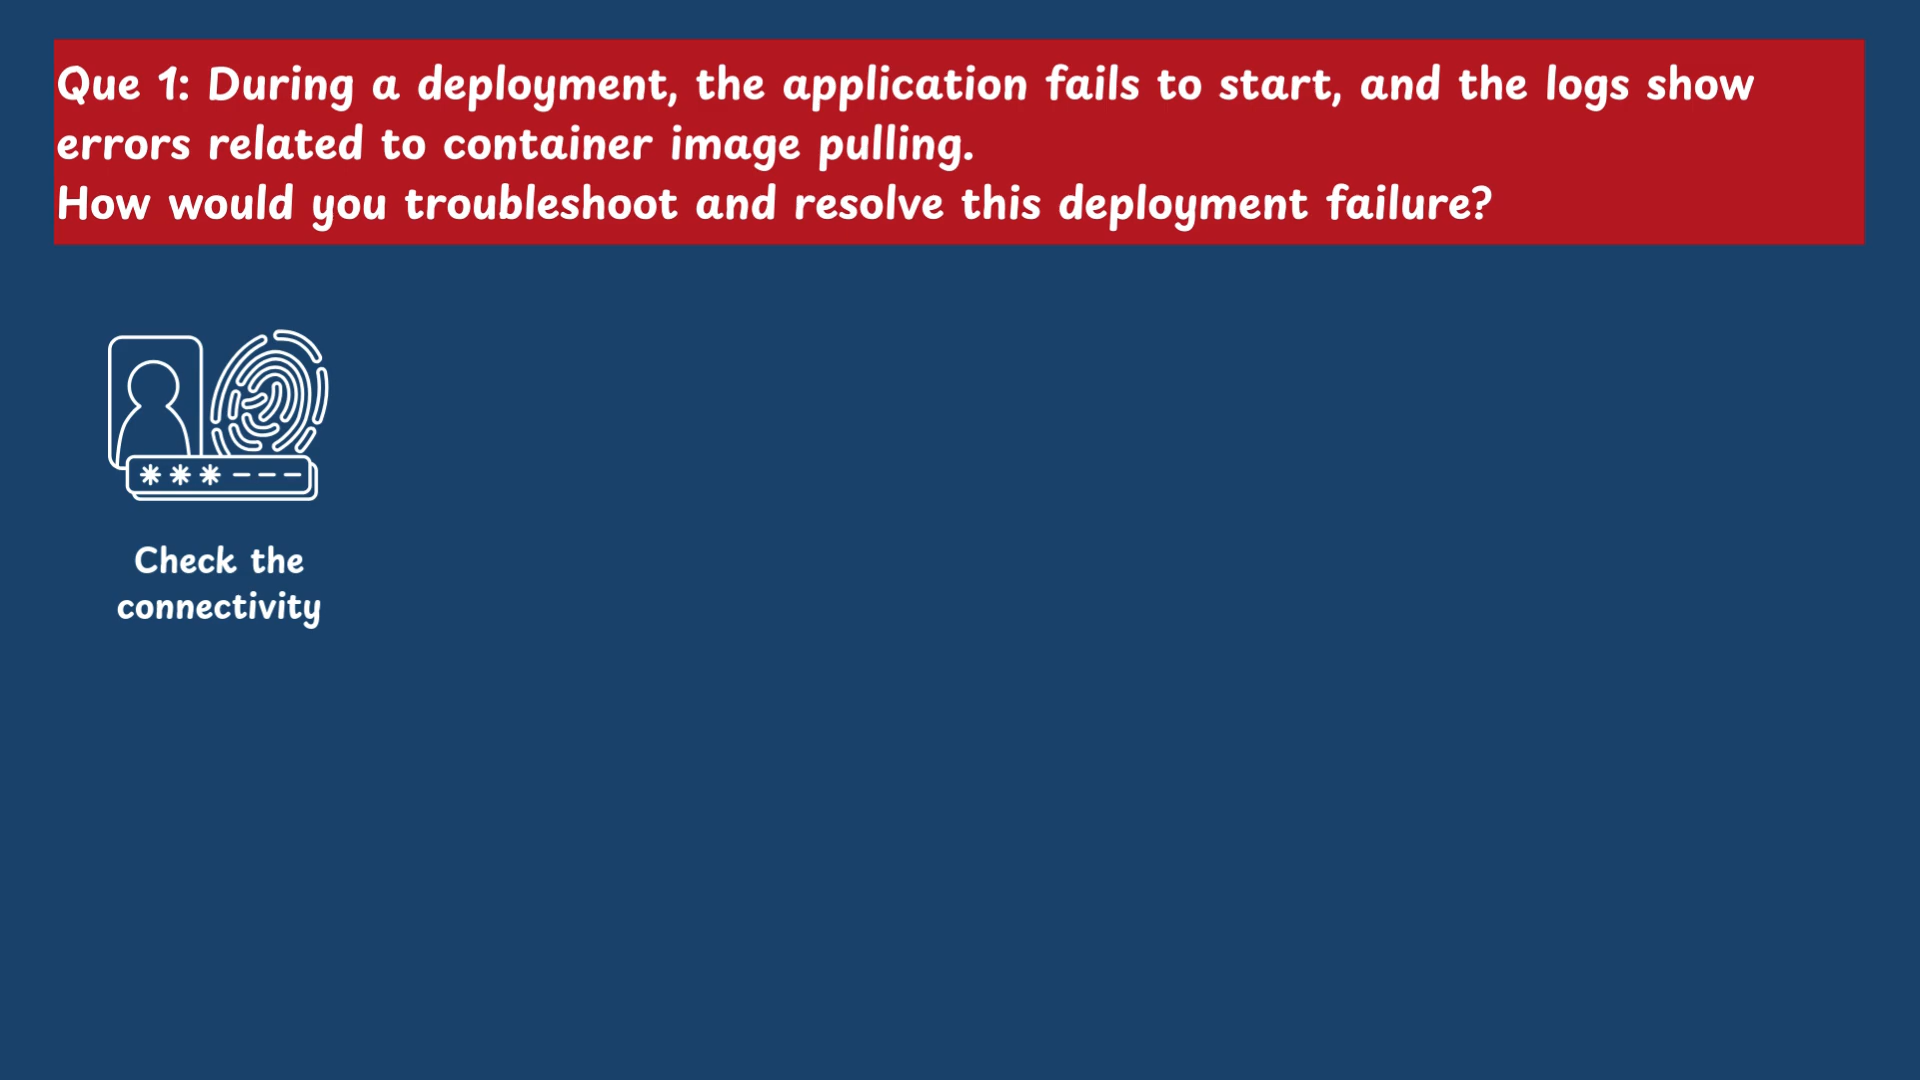 Que 1: During a deployment, the application fails to start, and the logs show
errors related to container image pulling.
How would you troubleshoot and resolve this deployment failure?
***---
Check the
connectivity